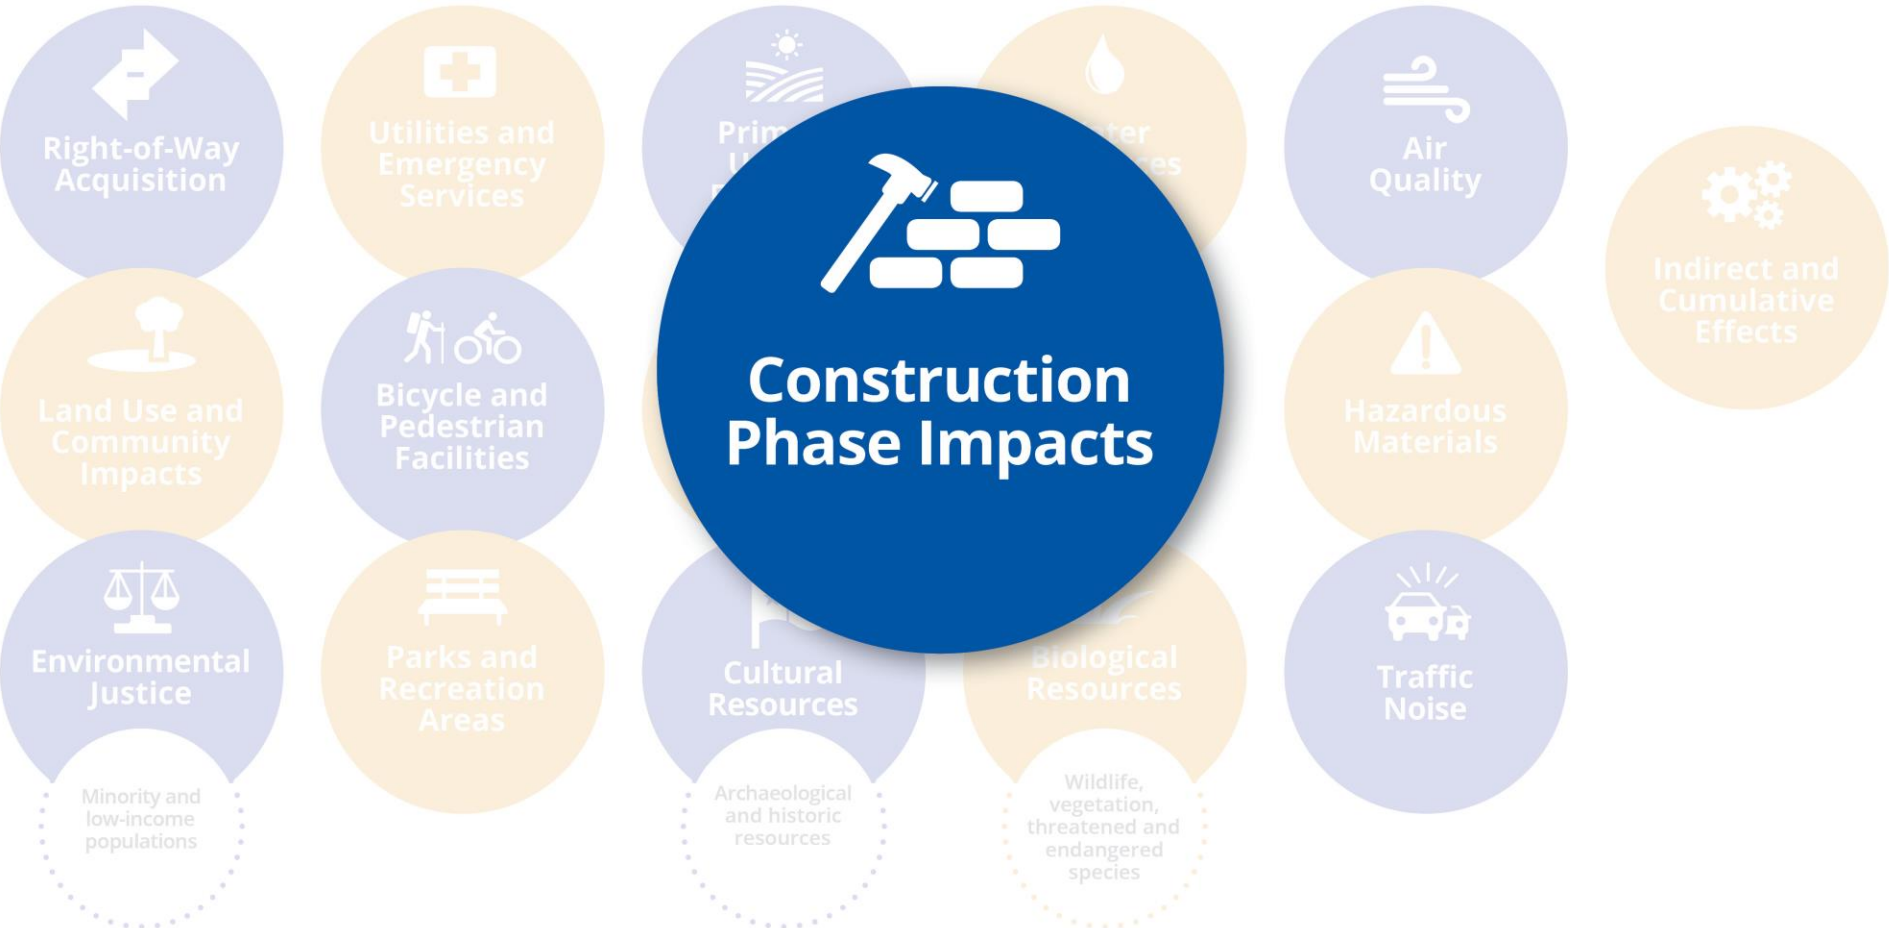 Right-of-Way
Acquisition
Utilities and
Emergency
Services
Air
Quality
Indirect and
Cumulative
Effects
Construction
Phase Impacts
Land Use and
Community
Impacts
Bicycle and
Pedestrian
Facilities
Hazardous
Materials
Environmental
Justice
Minority and
low-income
populations
Parks and
Recreation
Areas
Cultural
Resources
Archaeological
and historic
resources
Biological
Resources
Wildlife,
vegetation,
threatened and
endangered
species
Traffic
Noise